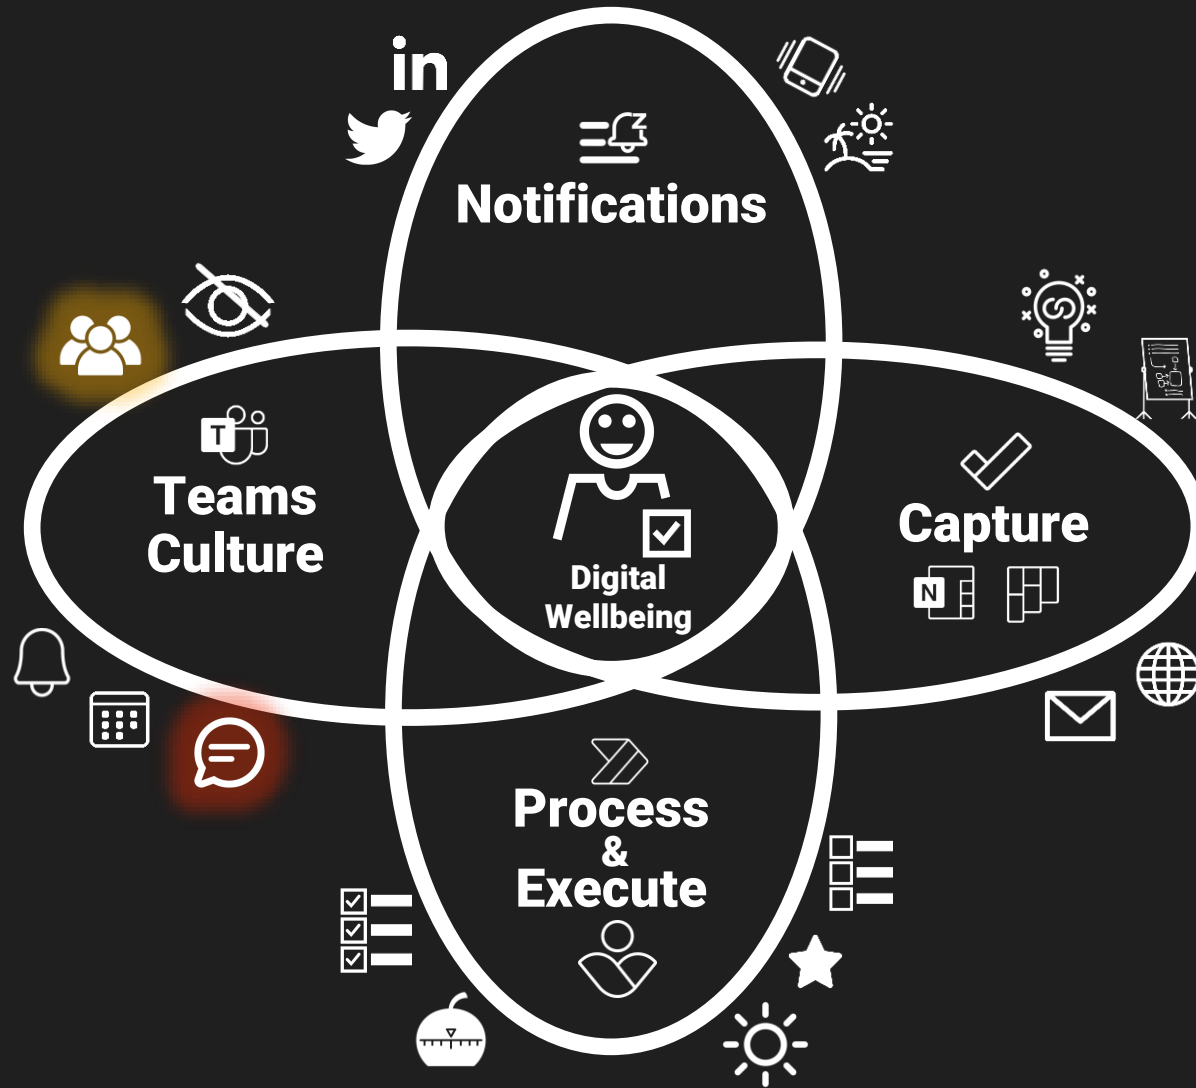 in
Z
Notifications
T
Teams
Culture
Capture
N
Digital
Wellbeing
Process
&
Execute